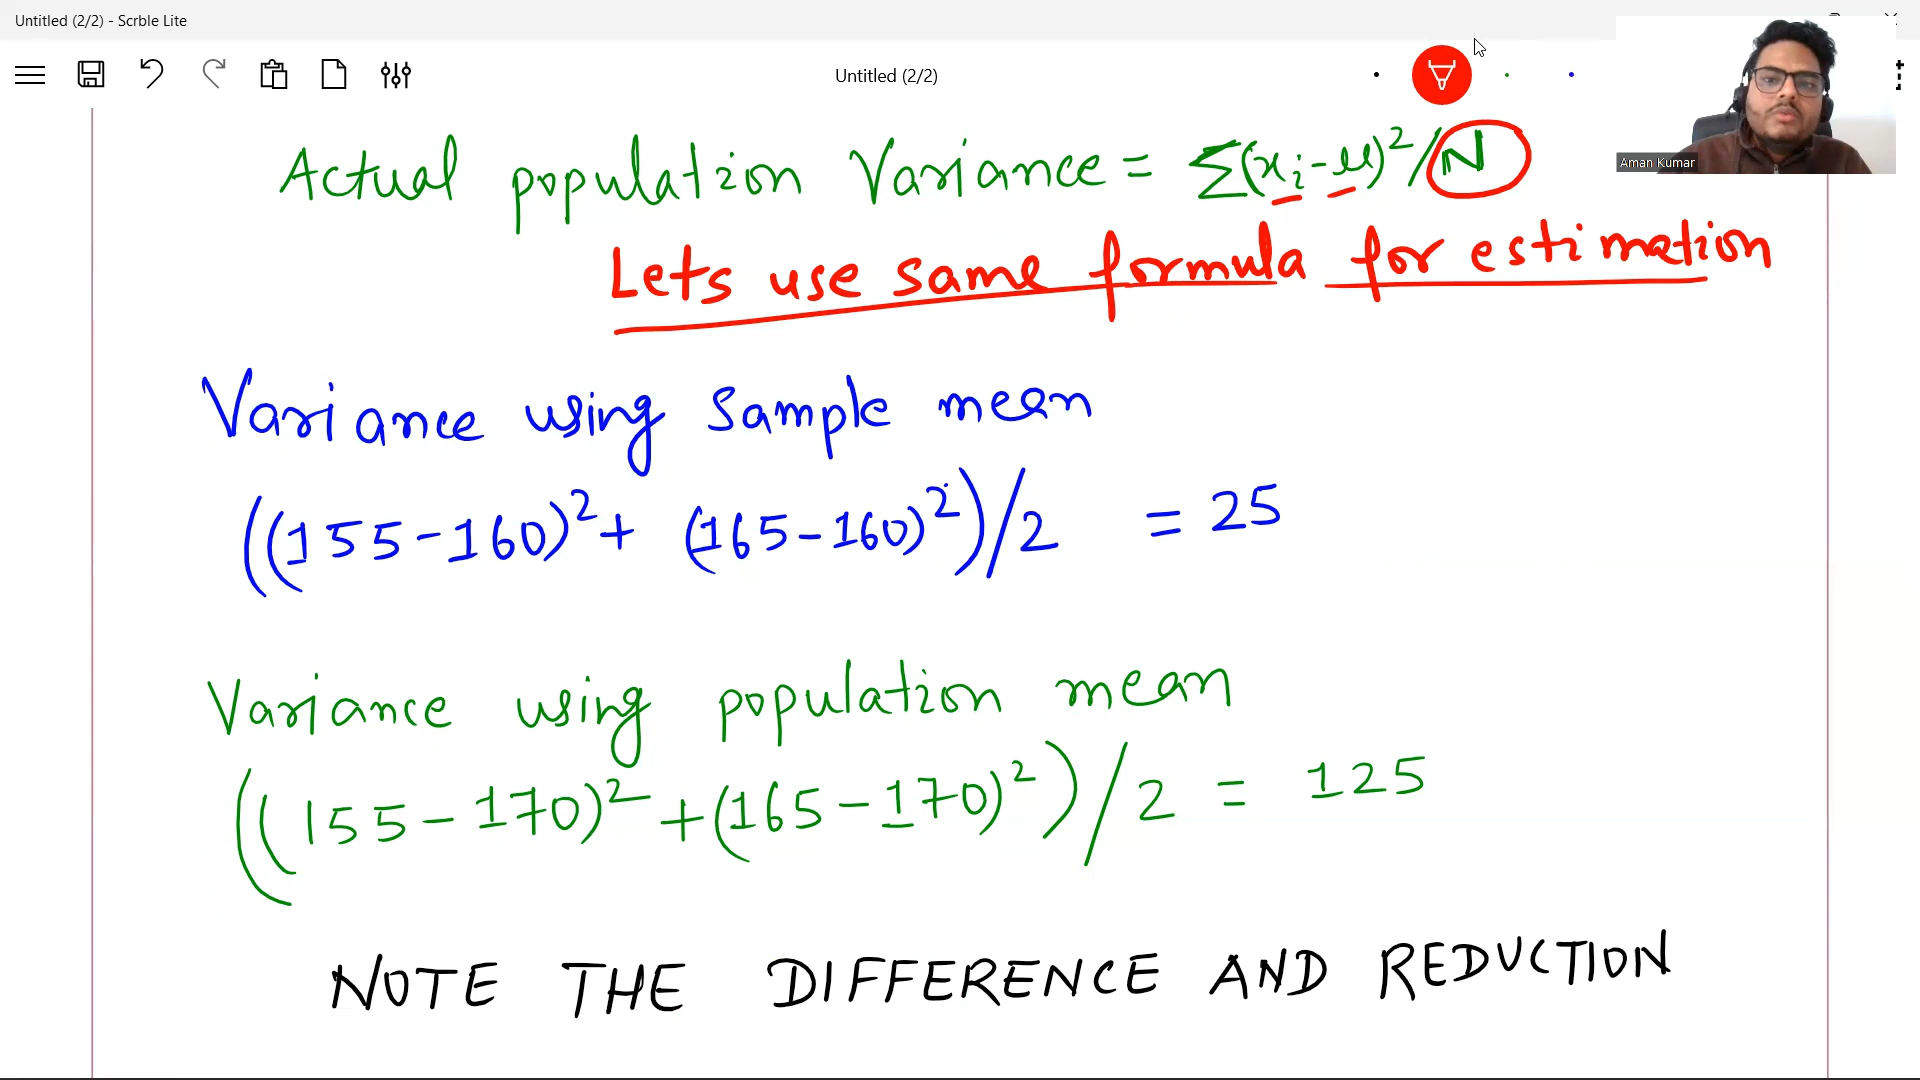 Untitled (2/2) - Scrble Lite
Untitled (2/2)
Aman Kumar
Actual population Variance = Σ(xi-μ)²/N
Lets use same formula for estimation
Variance using sample mean
((155-160)²+ (165-160)²)/2 = 25
Variance using population mean
((155-170)²+(165-170)²)/2 = 125
NOTE THE DIFFERENCE AND REDUCTION